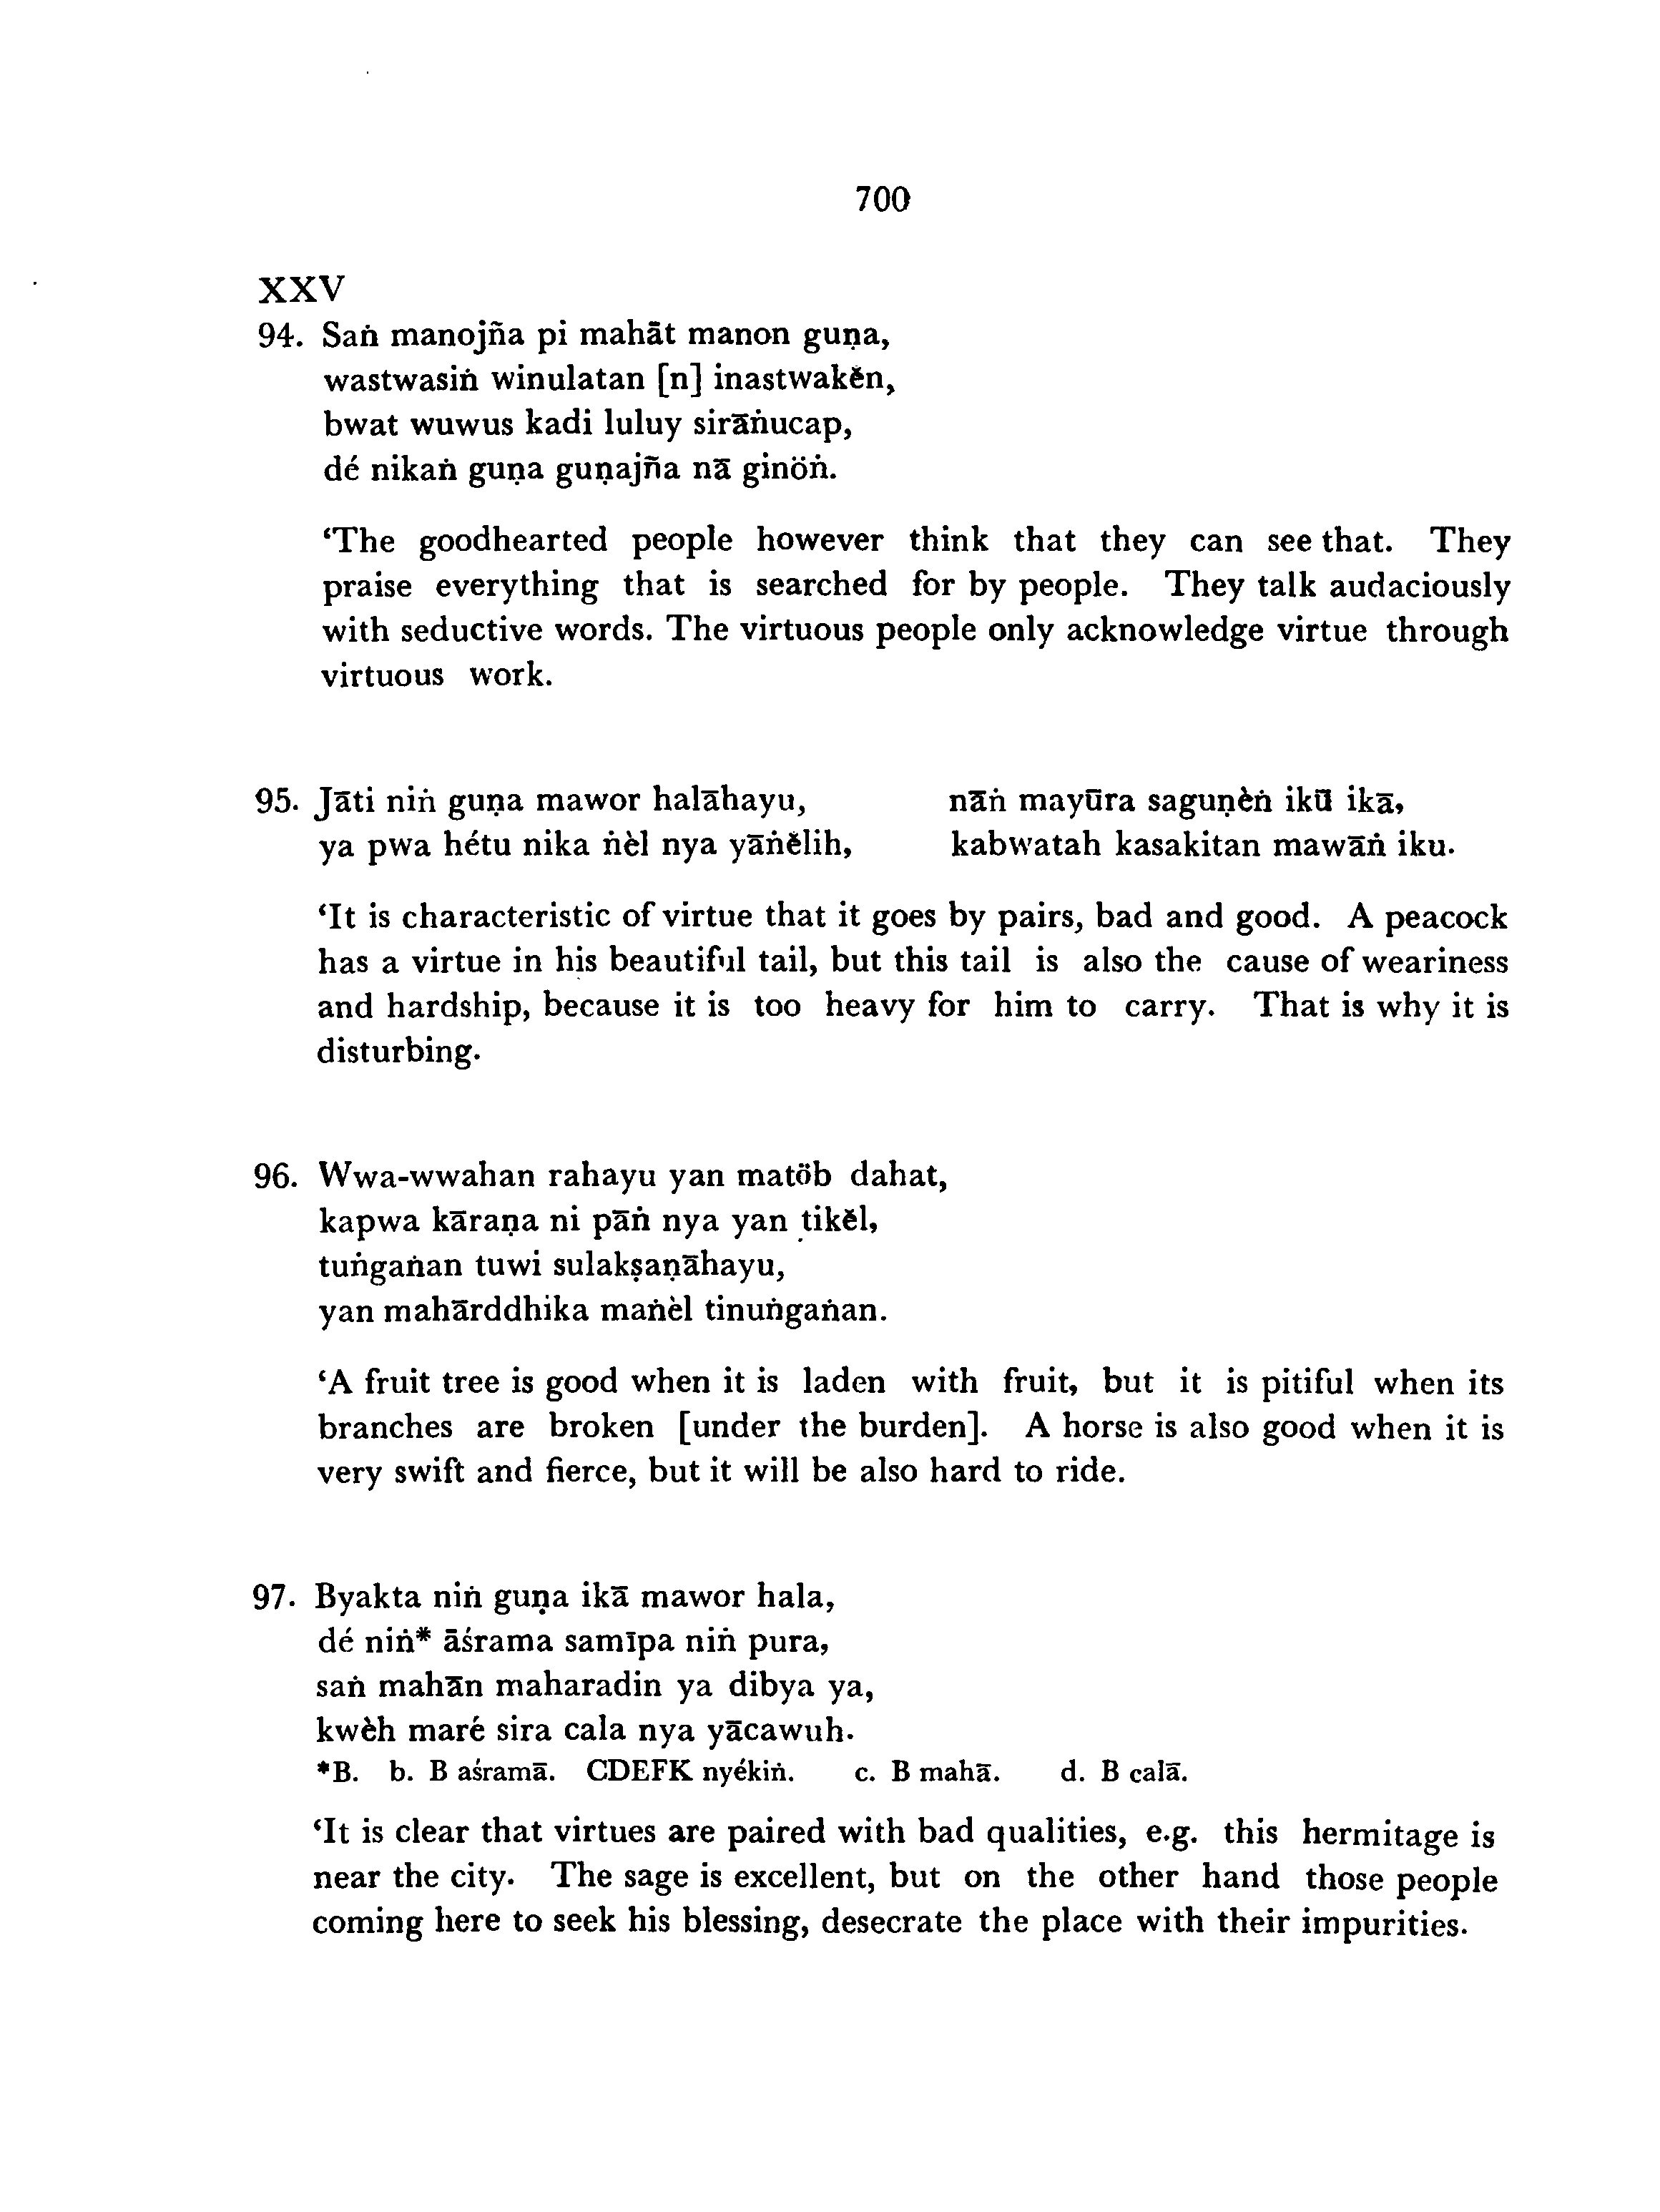 700
XXV
94. Saṅ manojña pi mahāt manon guṇa,
wastwasiṅ winulatan [n] inastwakĕn,
bwat wuwus kadi luluy sirāṅucap,
dé nikaṅ guṇa guṇajña nā ginöṅ.
‘The goodhearted people however think that they can see that. They
praise everything that is searched for by people. They talk audaciously
with seductive words. The virtuous people only acknowledge virtue through
virtuous work.
95. Jāti niṅ guṇa mawor halāhayu, nāṅ mayūra saguṇèṅ ikū ikā,
ya pwa hétu nika ṅèl nya yāṅĕlih, kabwatah kasakitan mawāṅ iku.
‘It is characteristic of virtue that it goes by pairs, bad and good. A peacock
has a virtue in his beautiful tail, but this tail is also the cause of weariness
and hardship, because it is too heavy for him to carry. That is why it is
disturbing.
96. Wwa-wwahan rahayu yan matöb dahat,
kapwa kāraṇa ni pāṅ nya yan tikĕl,
tuṅgaṅan tuwi sulakṣaṇāhayu,
yan mahārddhika maṅèl tinuṅgaṅan.
‘A fruit tree is good when it is laden with fruit, but it is pitiful when its
branches are broken [under the burden]. A horse is also good when it is
very swift and fierce, but it will be also hard to ride.
97. Byakta niṅ guṇa ikā mawor hala,
dé niṅ* āśrama samīpa niṅ pura,
saṅ mahān maharadin ya dibya ya,
kwèh maré sira cala nya yācawuh.
*B. b. B aśramā. CDEFK nyékiṅ. c. B mahā. d. B calā.
‘It is clear that virtues are paired with bad qualities, e.g. this hermitage is
near the city. The sage is excellent, but on the other hand those people
coming here to seek his blessing, desecrate the place with their impurities.